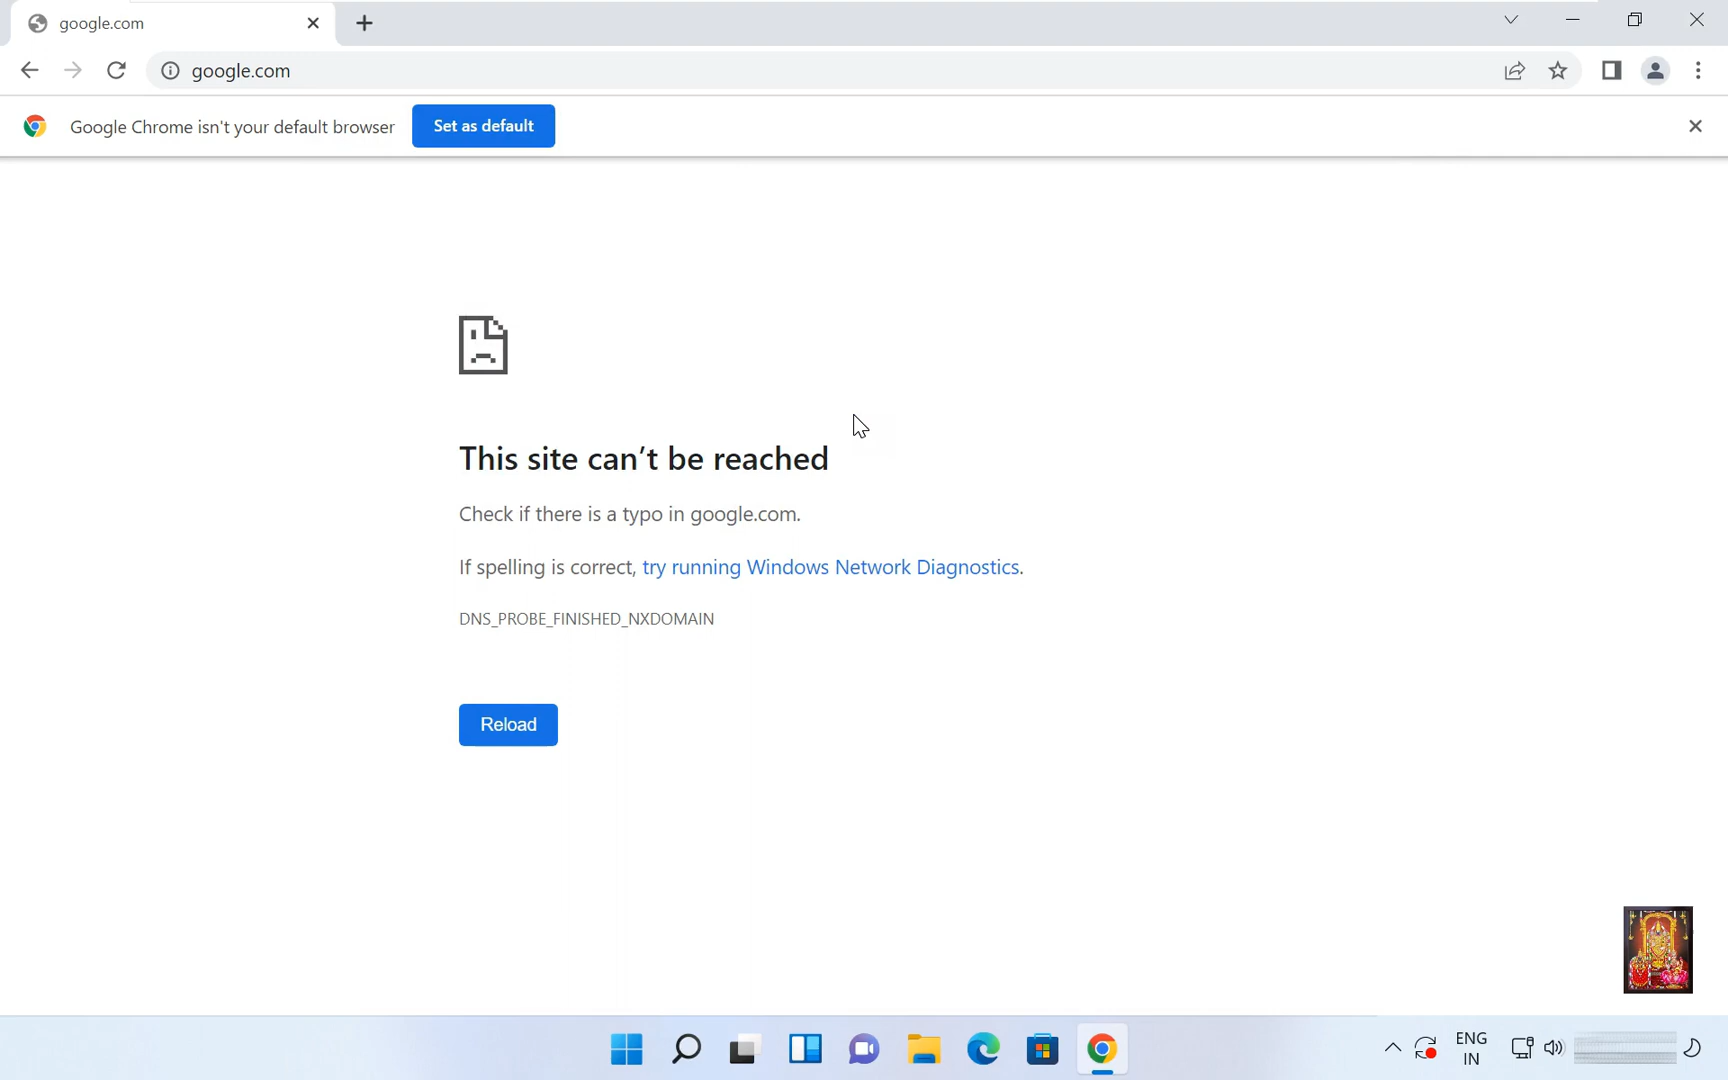 google.com
google.com
Google Chrome isn't your default browser Set as default
This site can't be reached
Check if there is a typo in google.com.
If spelling is correct, try running Windows Network Diagnostics.
DNS_PROBE_FINISHED_NXDOMAIN
Reload
ENG
IN